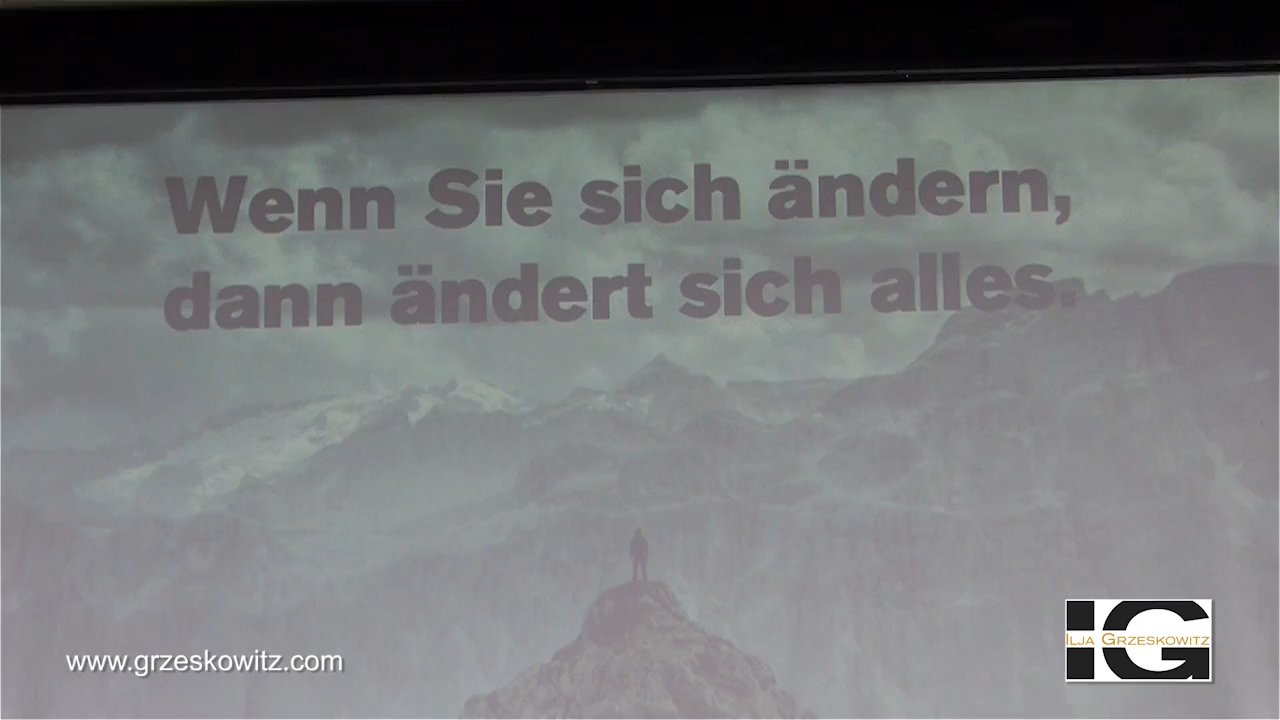 Wenn Sie sich ändern,
dann ändert sich alles.
www.grzeskowitz.com
IG
ILJA GRZESKOWITZ